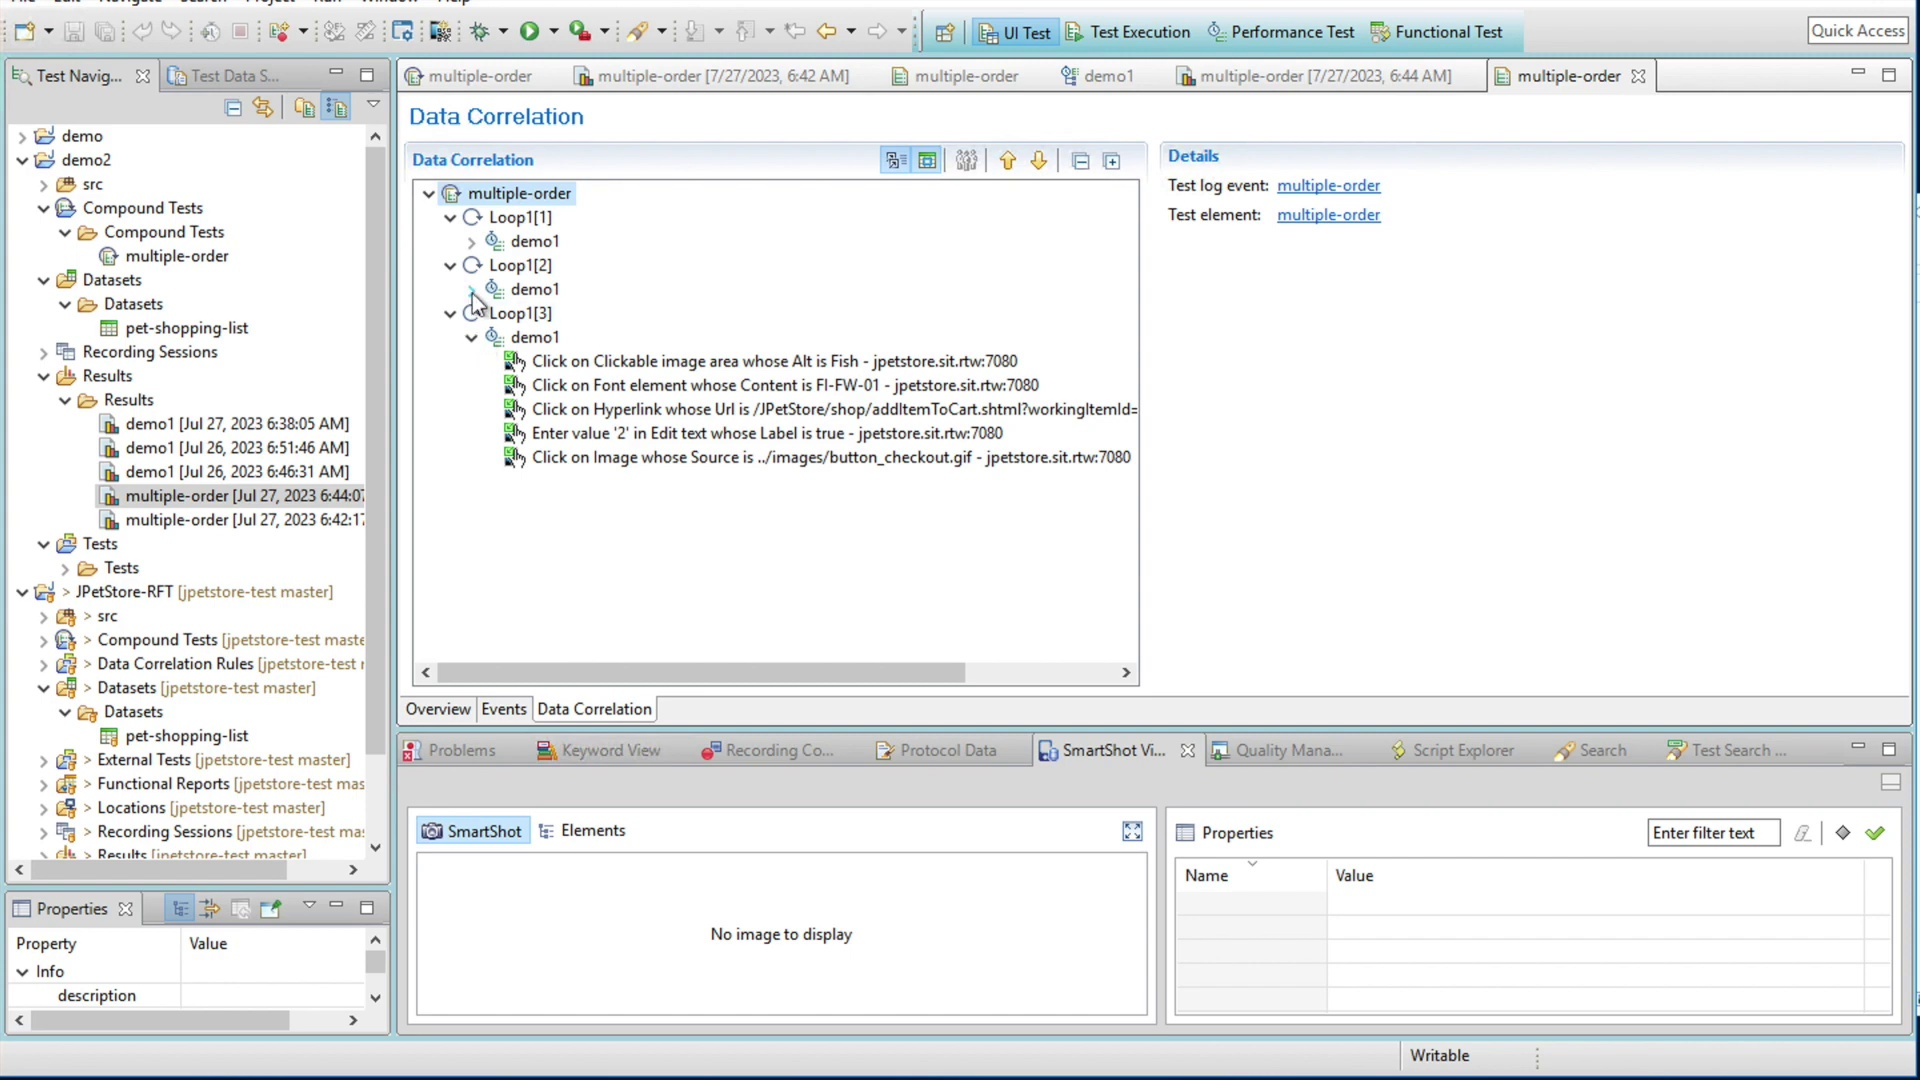 UI Test
Test Execution
Performance Test
Functional Test
Quick Access
Test Navig...
Test Data S...
multiple-order
multiple-order [7/27/2023, 6:42 AM]
multiple-order
demo1
multiple-order [7/27/2023, 6:44 AM]
multiple-order
demo
demo2
src
Compound Tests
Compound Tests
multiple-order
Datasets
Datasets
pet-shopping-list
Recording Sessions
Results
Results
demo1 [Jul 27, 2023 6:38:05 AM]
demo1 [Jul 26, 2023 6:51:46 AM]
demo1 [Jul 26, 2023 6:46:31 AM]
multiple-order [Jul 27, 2023 6:44:07
multiple-order [Jul 27, 2023 6:42:17
Tests
Tests
> JPetStore-RFT [jpetstore-test master]
> src
> Compound Tests [jpetstore-test maste
> Data Correlation Rules [jpetstore-test r
> Datasets [jpetstore-test master]
Datasets
pet-shopping-list
> External Tests [jpetstore-test master]
> Functional Reports [jpetstore-test mas
> Locations [jpetstore-test master]
> Recording Sessions [jpetstore-test mas
> Results [jpetstore-test master]
Data Correlation
Data Correlation
multiple-order
Loop1[1]
demo1
Loop1[2]
demo1
Loop1[3]
demo1
Click on Clickable image area whose Alt is Fish - jpetstore.sit.rtw:7080
Click on Font element whose Content is FI-FW-01 - jpetstore.sit.rtw:7080
Click on Hyperlink whose Url is /JPetStore/shop/addItemToCart.shtml?workingItemId=
Enter value '2' in Edit text whose Label is true - jpetstore.sit.rtw:7080
Click on Image whose Source is ../images/button_checkout.gif - jpetstore.sit.rtw:7080
Details
Test log event: multiple-order
Test element: multiple-order
Overview
Events
Data Correlation
Problems
Keyword View
Recording Co...
Protocol Data
SmartShot Vi...
Quality Mana...
Script Explorer
Search
Test Search ...
SmartShot
Elements
No image to display
Properties
Enter filter text
Name
Value
Properties
Property
Value
Info
description
Writable